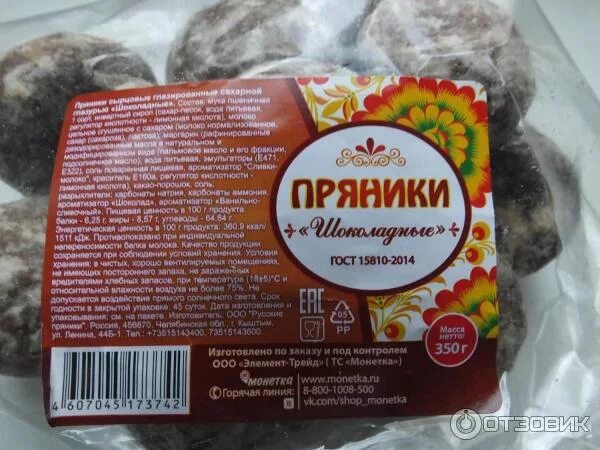 Пряники сырцовые глазированные сахарной
глазурью «Шоколадные». Состав: Мука пшеничная
1 сорт, инвертный сироп (сахар-песок, вода питьевая,
регулятор кислотности - лимонная кислота), молоко
цельное сгущенное с сахаром (молоко нормализованное,
сахар (сахароза), лактоза), маргарин (рафинированные
дезодорированные масла в натуральном и
модифицированном виде (пальмовое масло и его фракции,
подсолнечное масло), вода питьевая, эмульгаторы (Е471,
Е322), соль поваренная пищевая, ароматизатор "Сливки-
молоко", краситель Е160а, регулятор кислотности -
лимонная кислота), какао-порошок, соль,
разрыхлители: карбонаты натрия, карбонаты аммония,
ароматизатор «Шоколад», ароматизатор «Ванильно-
сливочный». Пищевая ценность в 100 г продукта:
белки - 6,25 г, жиры - 8,57 г, углеводы - 64,64 г.
Энергетическая ценность в 100 г продукта: 360,9 ккал/
1511 кДж. Противопоказано при индивидуальной
непереносимости белка молока. Качество продукции
сохраняется при соблюдении условий хранения. Условия
хранения: в чистых, хорошо вентилируемых помещениях,
не имеющих постороннего запаха, не зараженных
вредителями хлебных запасов, при температуре (18±5)°С и
относительной влажности воздуха не более 75%. Не
допускается воздействие прямого солнечного света. Срок
годности в закрытой упаковке: 45 суток. Дата изготовления и
упаковывания: см. на пакете. Изготовитель: ООО "Русские
пряники". Россия, 456870, Челябинская обл., г. Кыштым,
ул. Ленина, 44Б-1. Тел.: +73515143400, 73515143600.
ПРЯНИКИ
«Шоколадные»
ГОСТ 15810-2014
EAC
05
PP
Масса
нетто:
350 г
Изготовлено по заказу и под контролем
ООО «Элемент-Трейд» ( ТС «Монетка»)
монетка
www.monetka.ru
Горячая линия:
8-800-1008-500
vk.com/shop_monetka
4 607045 173742
ОТЗОВИК